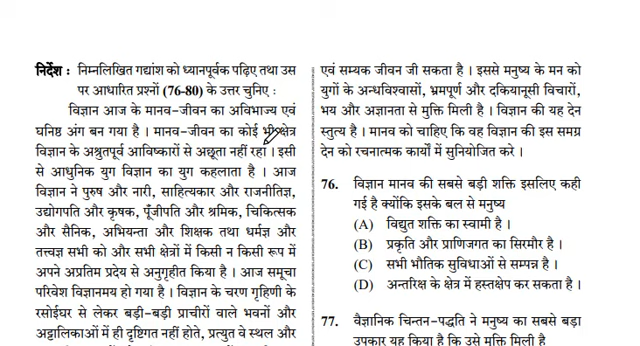 निर्देश : निम्नलिखित गद्यांश को ध्यानपूर्वक पढ़िए तथा उस
पर आधारित प्रश्नों (76-80) के उत्तर चुनिए :
विज्ञान आज के मानव-जीवन का अविभाज्य एवं
घनिष्ठ अंग बन गया है । मानव-जीवन का कोई भी क्षेत्र
विज्ञान के अश्रुतपूर्व आविष्कारों से अछूता नहीं रहा । इसी
से आधुनिक युग विज्ञान का युग कहलाता है । आज
विज्ञान ने पुरुष और नारी, साहित्यकार और राजनीतिज्ञ,
उद्योगपति और कृषक, पूँजीपति और श्रमिक, चिकित्सक
और सैनिक, अभियन्ता और शिक्षक तथा धर्मज्ञ और
तत्त्वज्ञ सभी को और सभी क्षेत्रों में किसी न किसी रूप में
अपने अप्रतिम प्रदेय से अनुगृहीत किया है । आज समूचा
परिवेश विज्ञानमय हो गया है । विज्ञान के चरण गृहिणी के
रसोईघर से लेकर बड़ी-बड़ी प्राचीरों वाले भवनों और
अट्टालिकाओं में ही दृष्टिगत नहीं होते, प्रत्युत वे स्थल और
एवं सम्यक जीवन जी सकता है । इससे मनुष्य के मन को
युगों के अन्धविश्वासों, भ्रमपूर्ण और दकियानूसी विचारों,
भय और अज्ञानता से मुक्ति मिली है । विज्ञान की यह देन
स्तुत्य है । मानव को चाहिए कि वह विज्ञान की इस समग्र
देन को रचनात्मक कार्यों में सुनियोजित करे ।
76. विज्ञान मानव की सबसे बड़ी शक्ति इसलिए कही
गई है क्योंकि इसके बल से मनुष्य
(A) विद्युत शक्ति का स्वामी है ।
(B) प्रकृति और प्राणिजगत का सिरमौर है ।
(C) सभी भौतिक सुविधाओं से सम्पन्न है ।
(D) अन्तरिक्ष के क्षेत्र में हस्तक्षेप कर सकता है ।
77. वैज्ञानिक चिन्तन-पद्धति ने मनुष्य का सबसे बड़ा
उपकार यह किया है कि उसे मुक्ति मिली है